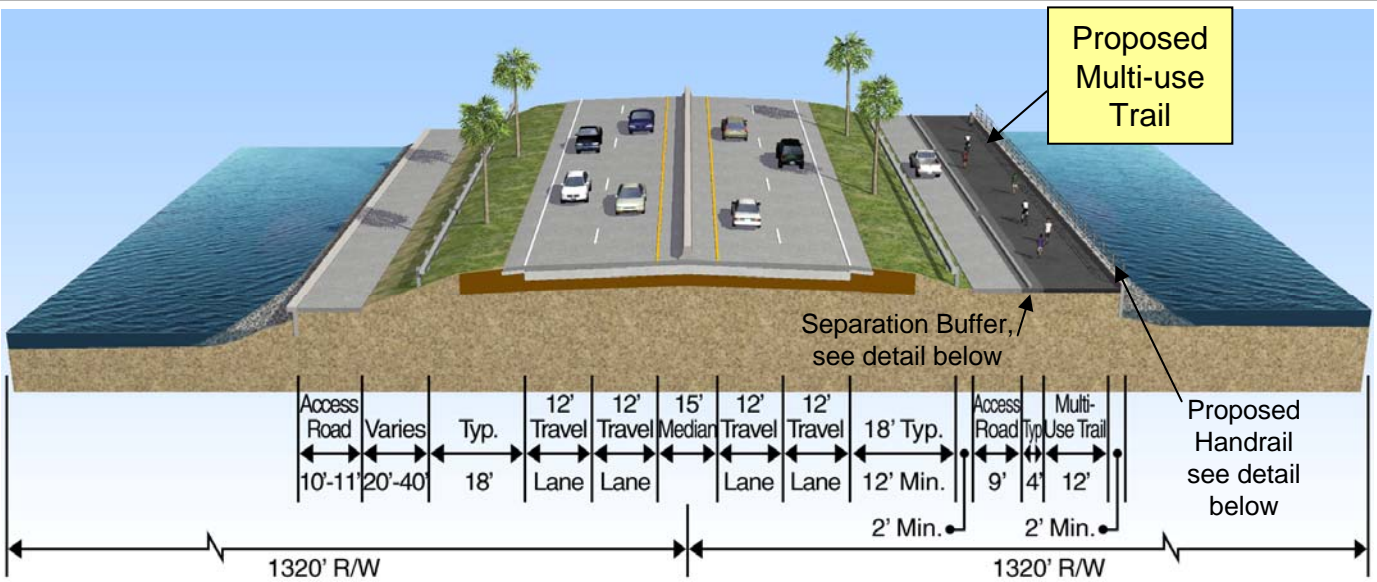 Proposed
Multi-use
Trail
Separation Buffer,
see detail below
Proposed
Handrail
see detail
below
Access
Road
10'-11'
Varies
20'-40'
Typ.
18'
12'
Travel
Lane
12'
Travel
Lane
15'
Median
12'
Travel
Lane
12'
Travel
Lane
18' Typ.
12' Min.
2' Min.
Access
Road
9'
Typ
4'
Multi-
Use Trail
12'
2' Min.
1320' R/W
1320' R/W